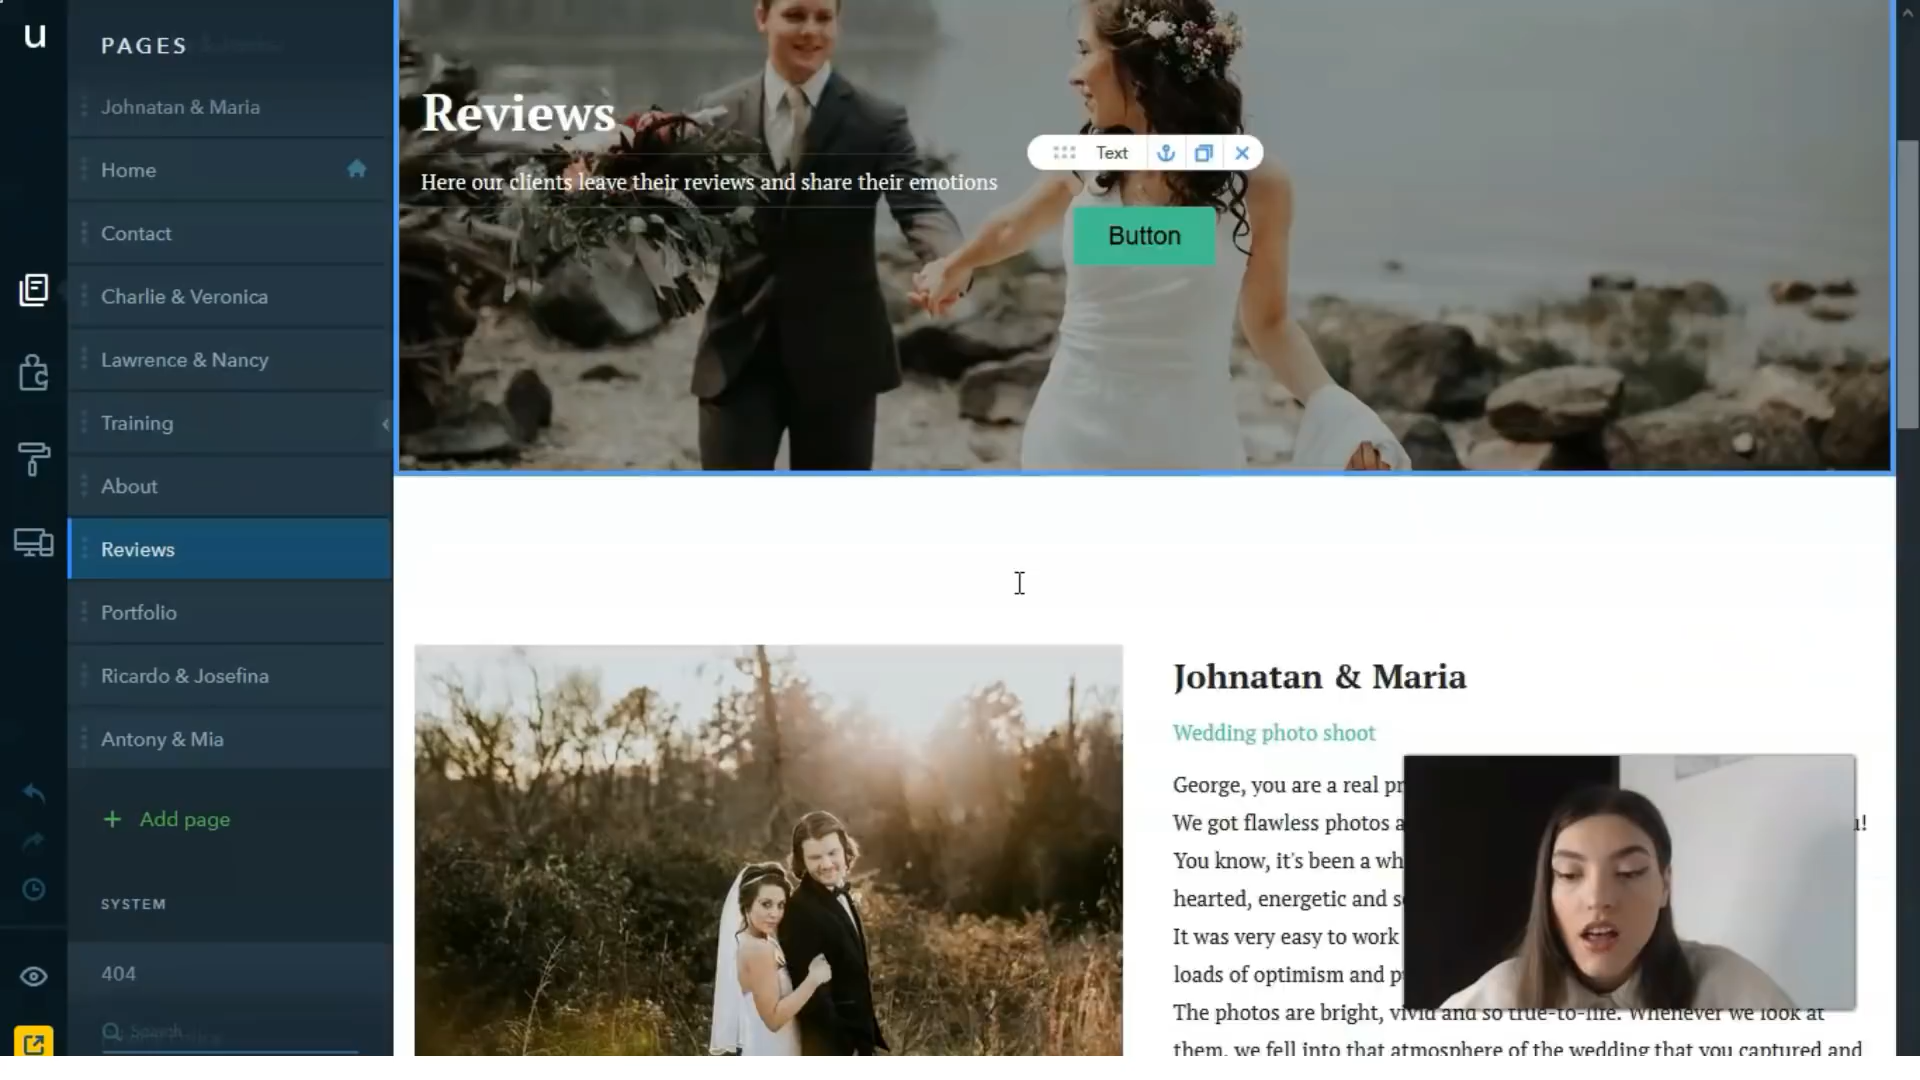 u
PAGES
Johnatan & Maria
Home
Contact
Charlie & Veronica
Lawrence & Nancy
Training
About
Reviews
Portfolio
Ricardo & Josefina
Antony & Mia
+ Add page
SYSTEM
404
Search
Reviews
Here our clients leave their reviews and share their emotions
Text
Button
Johnatan & Maria
Wedding photo shoot
George, you are a real pr
We got flawless photos a
You know, it's been a wh
hearted, energetic and s
It was very easy to work
loads of optimism and p
The photos are bright, vivid and so true-to-life. Whenever we look at
them, we fell into that atmosphere of the wedding that you captured and